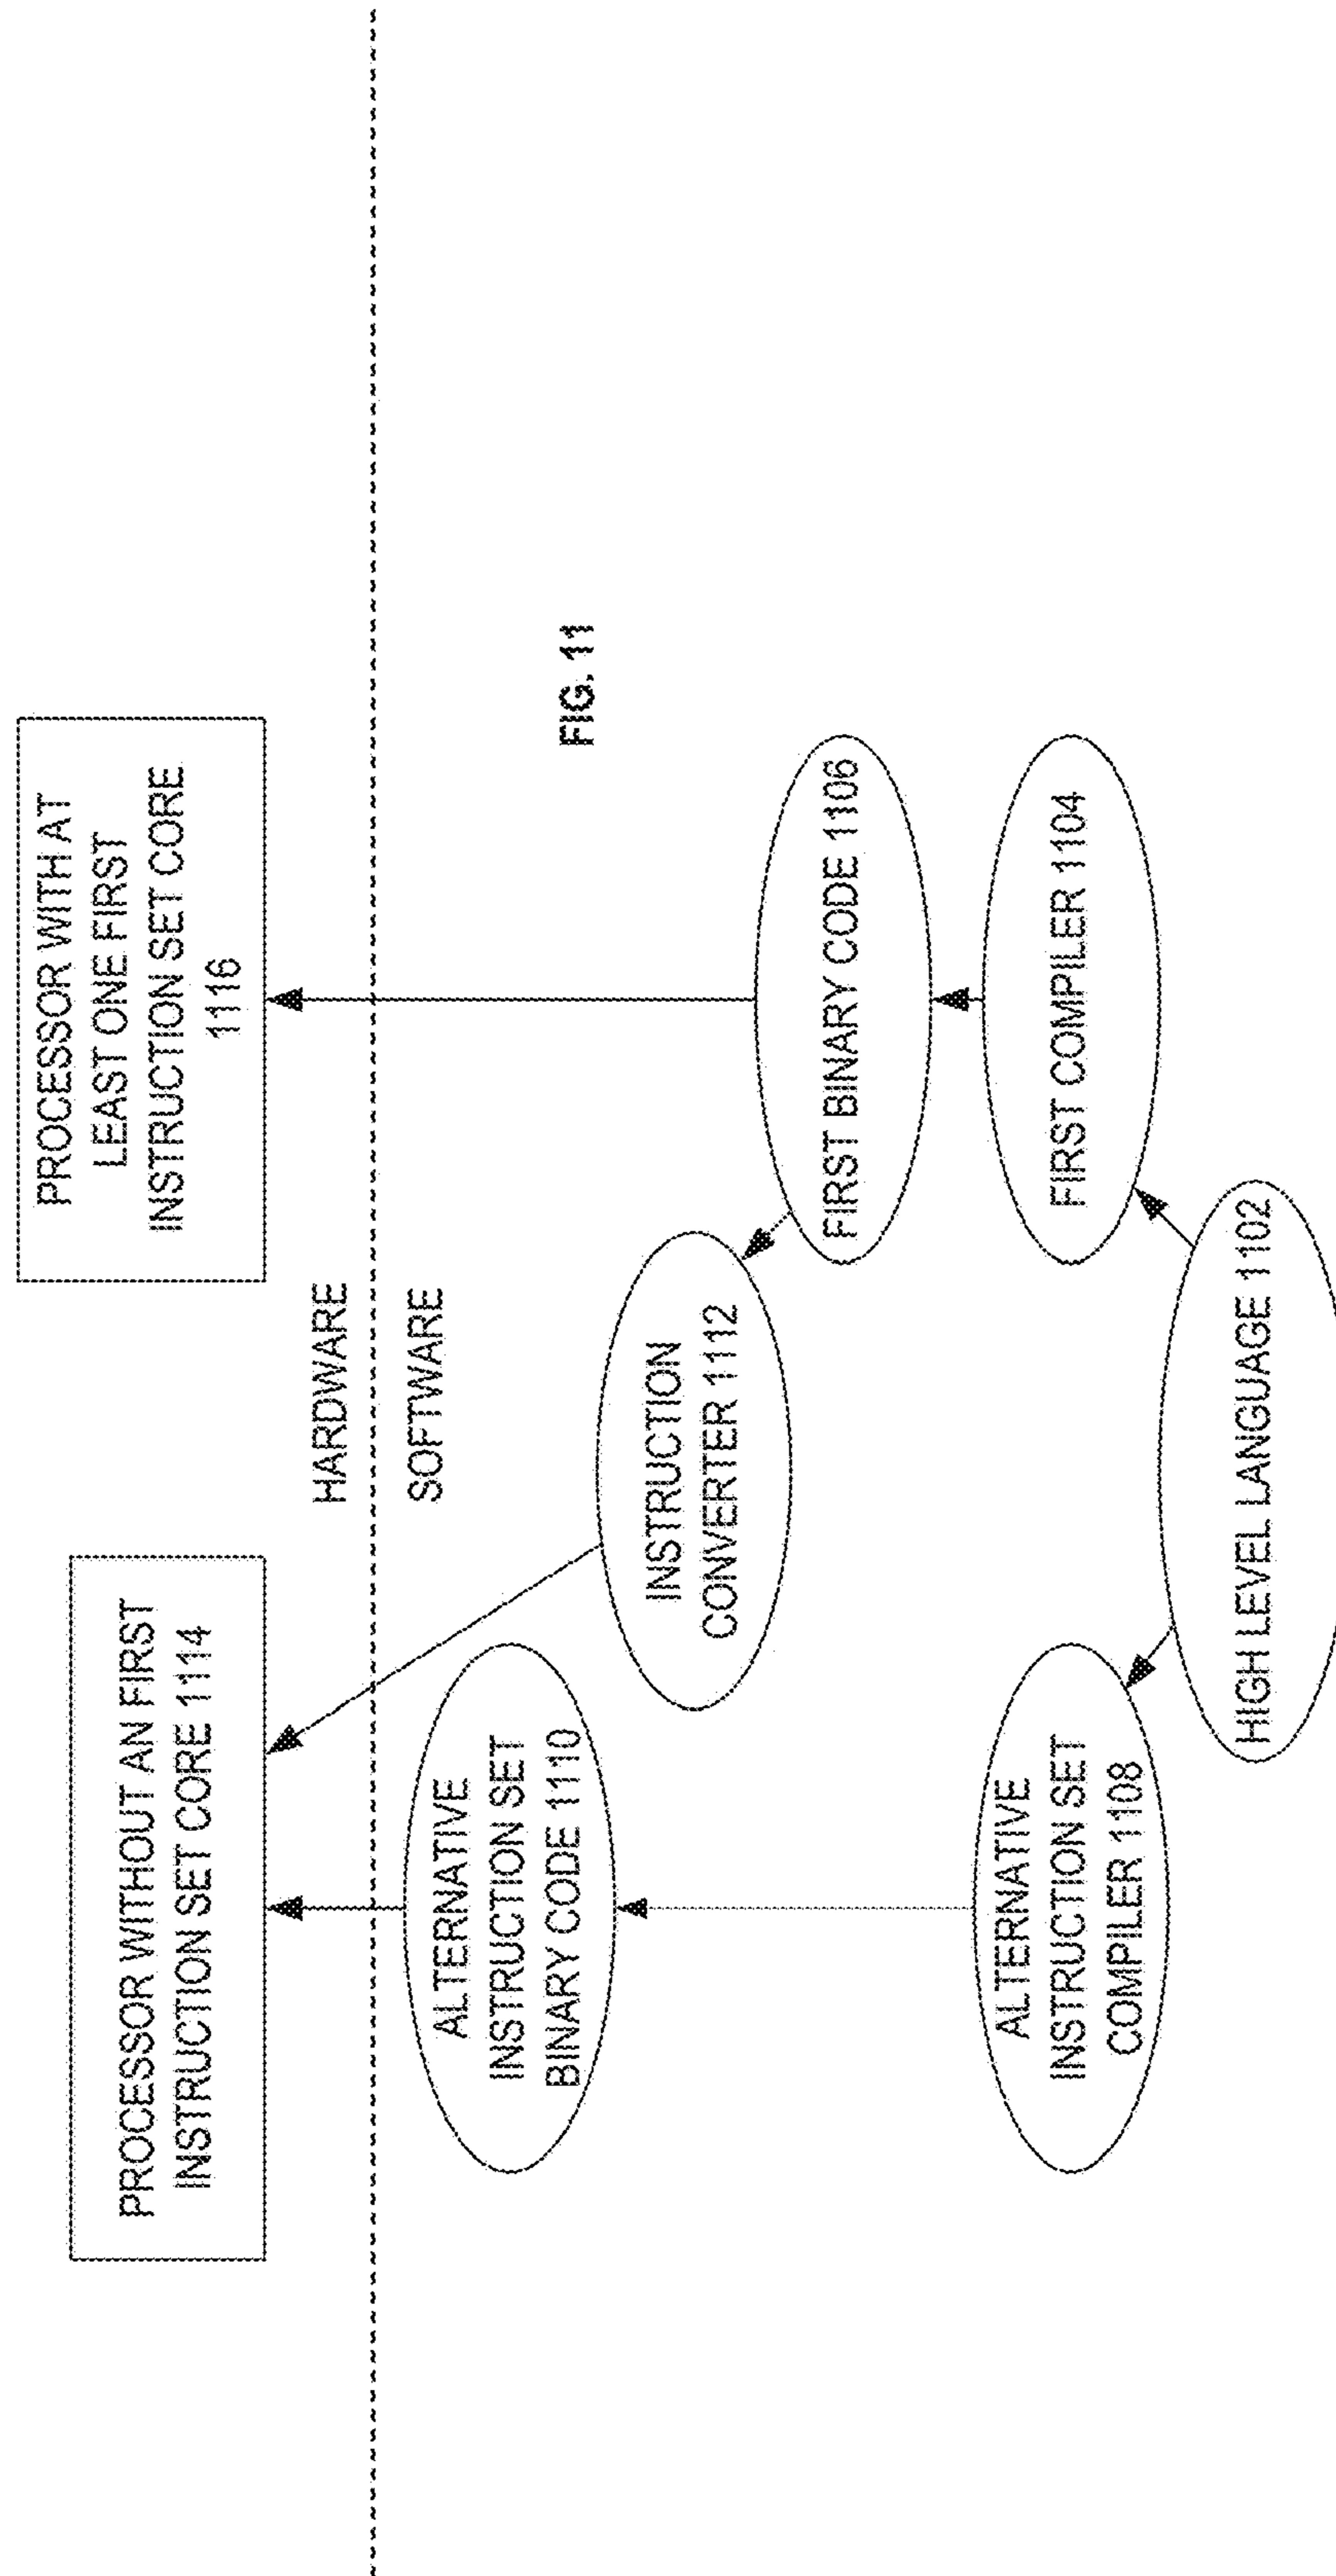 PROCESSOR WITHOUT AN FIRST
INSTRUCTION SET CORE 1114
PROCESSOR WITH AT
LEAST ONE FIRST
INSTRUCTION SET CORE
1116
HARDWARE
SOFTWARE
ALTERNATIVE
INSTRUCTION SET
BINARY CODE 1110
INSTRUCTION
CONVERTER 1112
FIG. 11
FIRST BINARY CODE 1106
ALTERNATIVE
INSTRUCTION SET
COMPILER 1108
FIRST COMPILER 1104
HIGH LEVEL LANGUAGE 1102